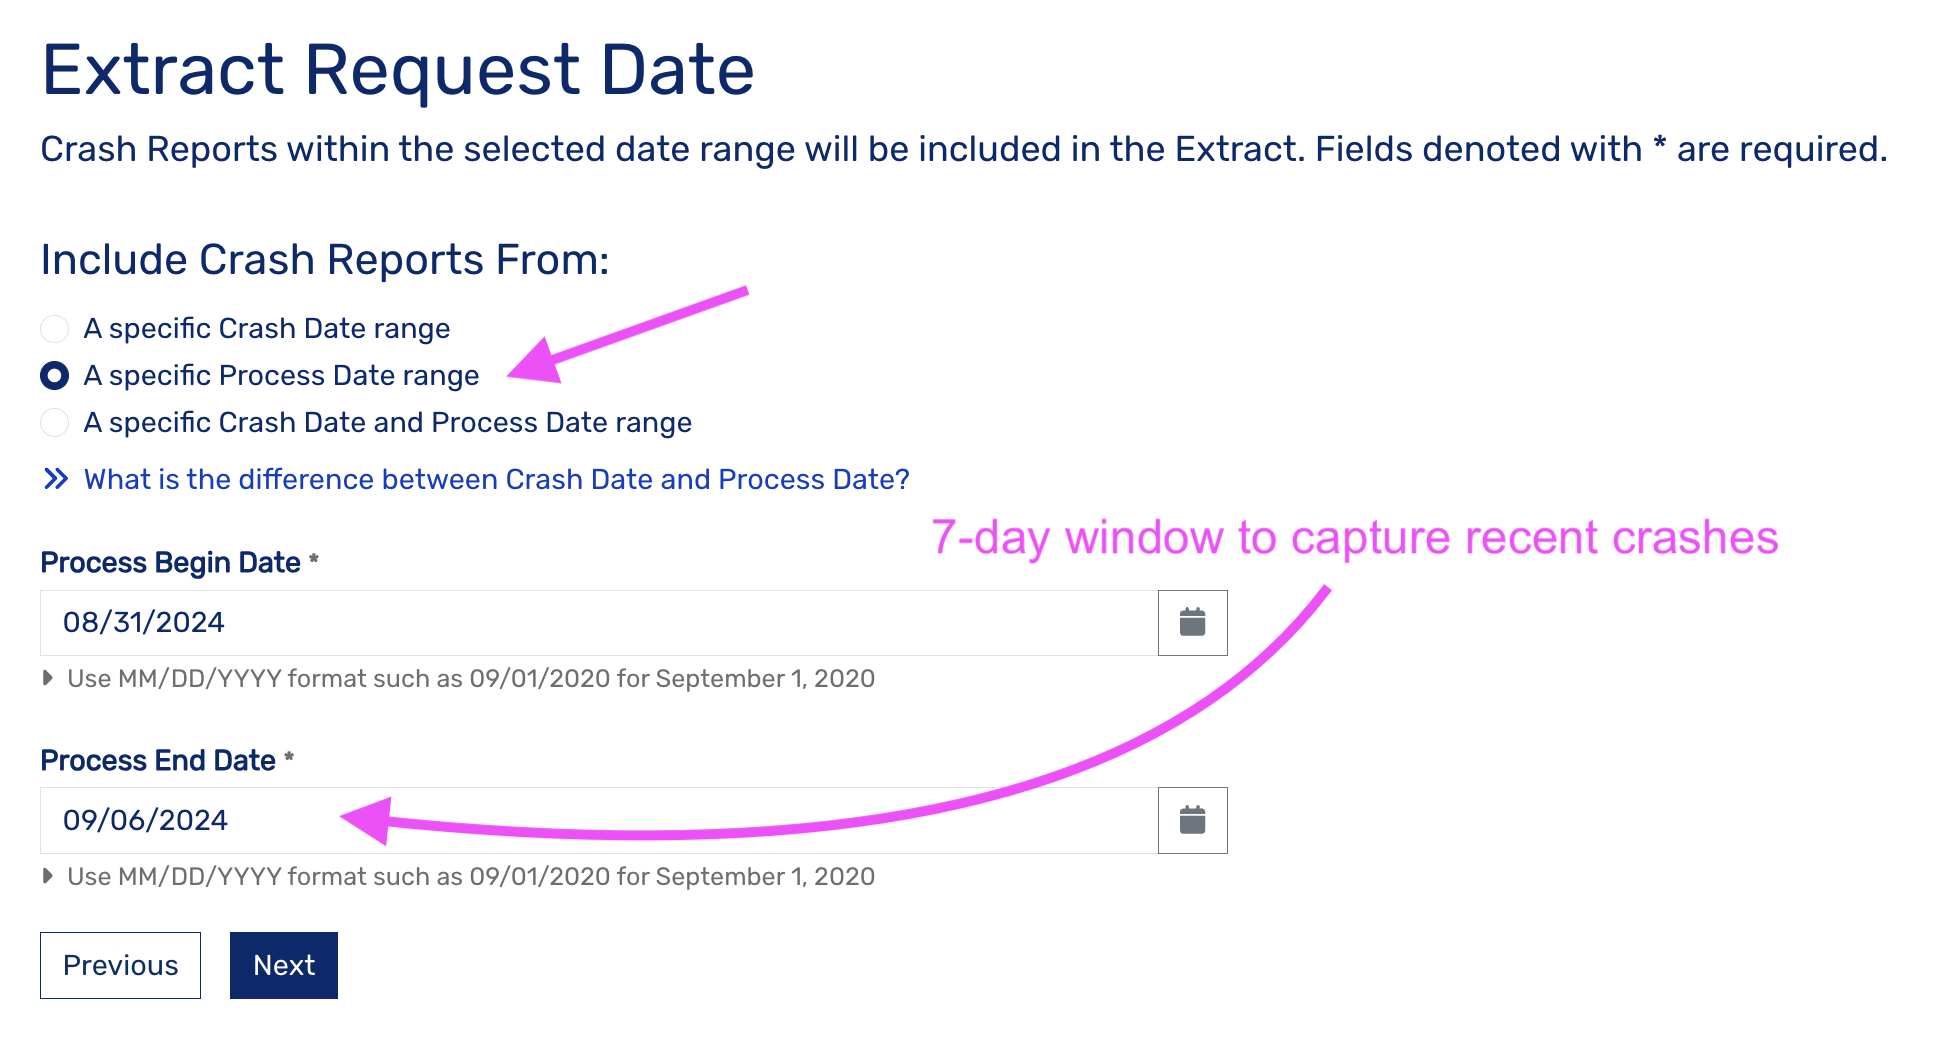 Extract Request Date
Crash Reports within the selected date range will be included in the Extract. Fields denoted with * are required.
Include Crash Reports From:
A specific Crash Date range
A specific Process Date range
A specific Crash Date and Process Date range
What is the difference between Crash Date and Process Date?
7-day window to capture recent crashes
Process Begin Date *
08/31/2024
Use MM/DD/YYYY format such as 09/01/2020 for September 1, 2020
Process End Date *
09/06/2024
Use MM/DD/YYYY format such as 09/01/2020 for September 1, 2020
Previous
Next